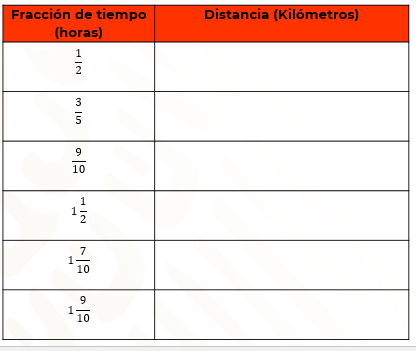 Fracción de tiempo
(horas)
Distancia (Kilómetros)
1/2
3/5
9/10
1 1/2
1 7/10
1 9/10